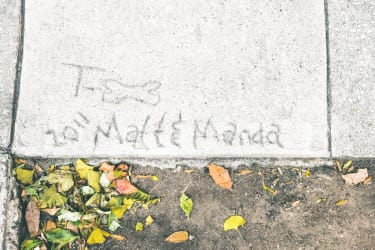 T-
20" Matt & Manda